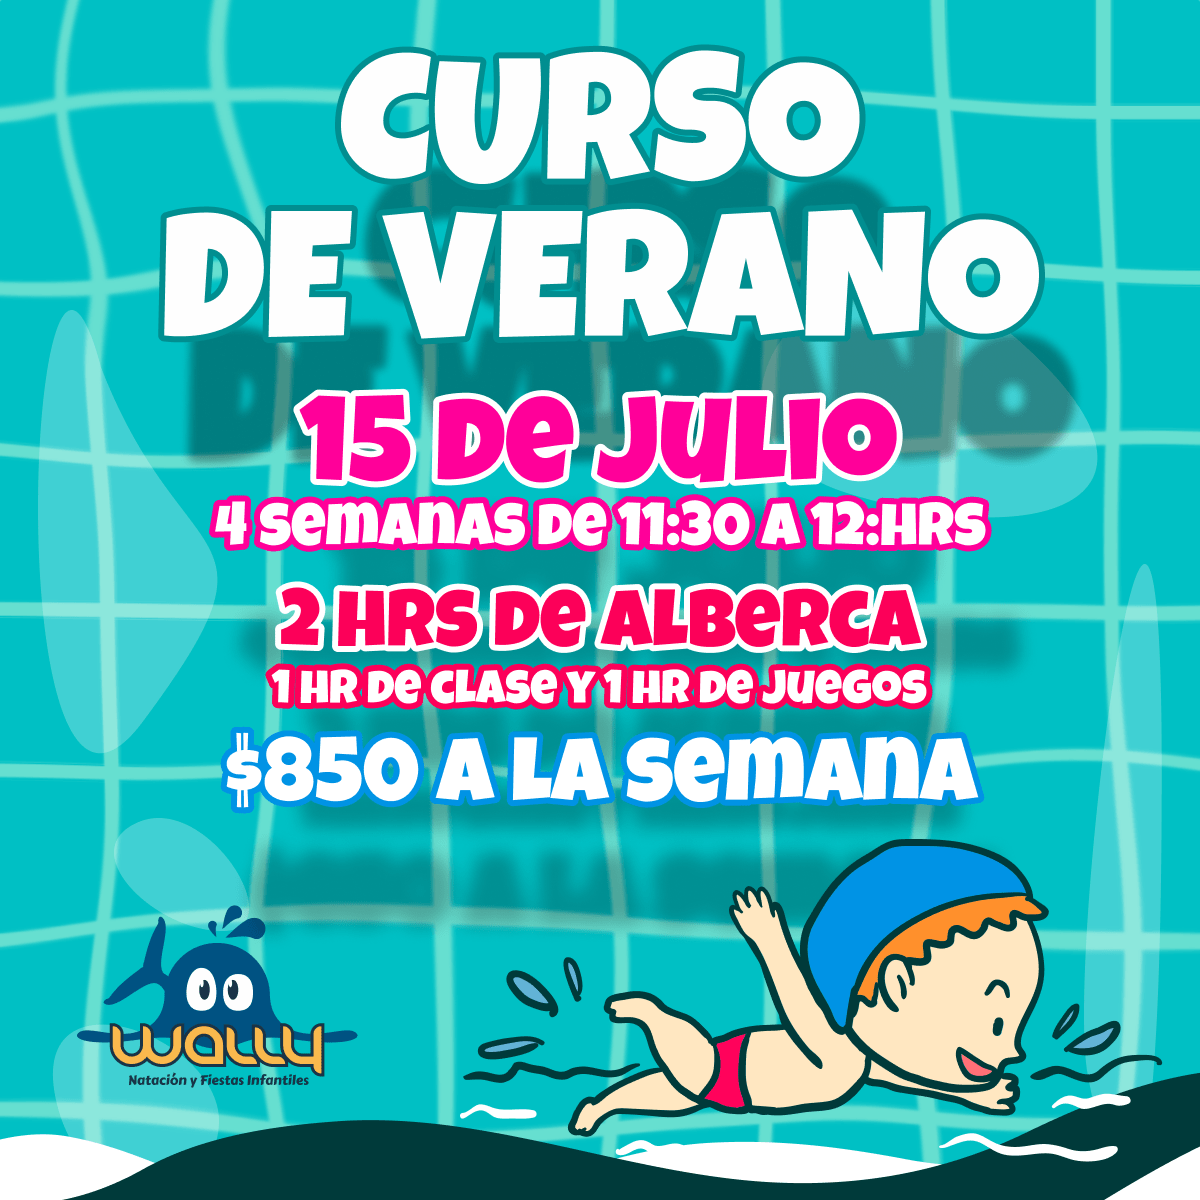 CURSO
DE VERANO
15 DE JULIO
4 SEMANAS DE 11:30 A 12:HRS
2 HRS DE ALBERCA
1 HR DE CLASE Y 1 HR DE JUEGOS
$850 A LA SEMANA
WALLY
Natación y Fiestas Infantiles